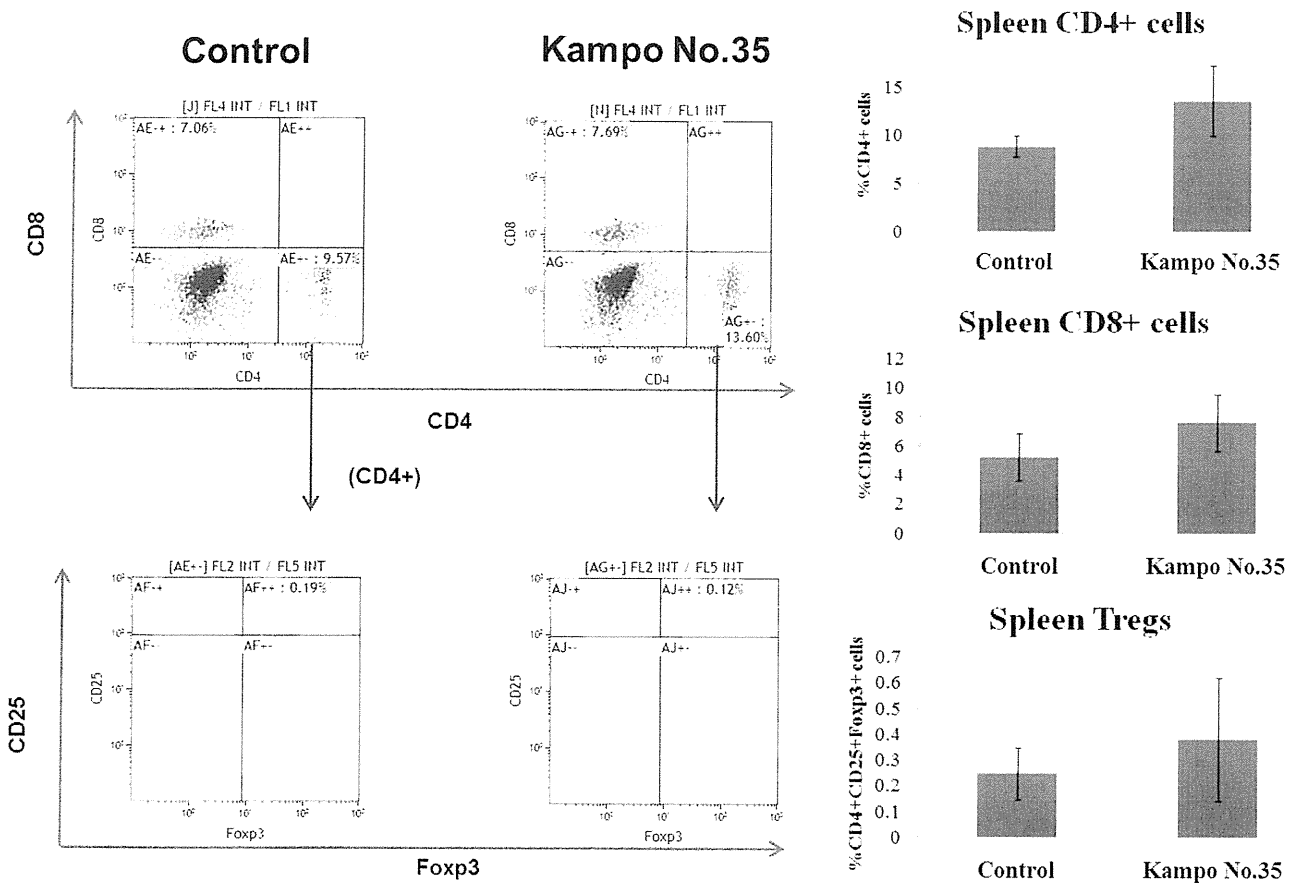 Control
Kampo No.35
[J] FL4 INT / FL1 INT
AE-+ : 7.06%
AE++
AE--
AE+- : 9.57%
CD8
CD4
[N] FL4 INT / FL1 INT
AG-+ : 7.69%
AG++
AG--
AG+- :
13.60%
CD8
CD4
CD8
CD4
(CD4+)
[AE+-] FL2 INT / FL5 INT
AF-+
AF++ : 0.19%
AF--
AF+-
CD25
Foxp3
[AG+-] FL2 INT / FL5 INT
AJ-+
AJ++ : 0.12%
AJ--
AJ+-
CD25
Foxp3
CD25
Foxp3
Spleen CD4+ cells
%CD4+ cells
15
10
5
0
Control
Kampo No.35
Spleen CD8+ cells
%CD8+ cells
12
10
8
6
4
2
0
Control
Kampo No.35
Spleen Tregs
%CD4+CD25+Foxp3+ cells
0.7
0.6
0.5
0.4
0.3
0.2
0.1
0
Control
Kampo No.35